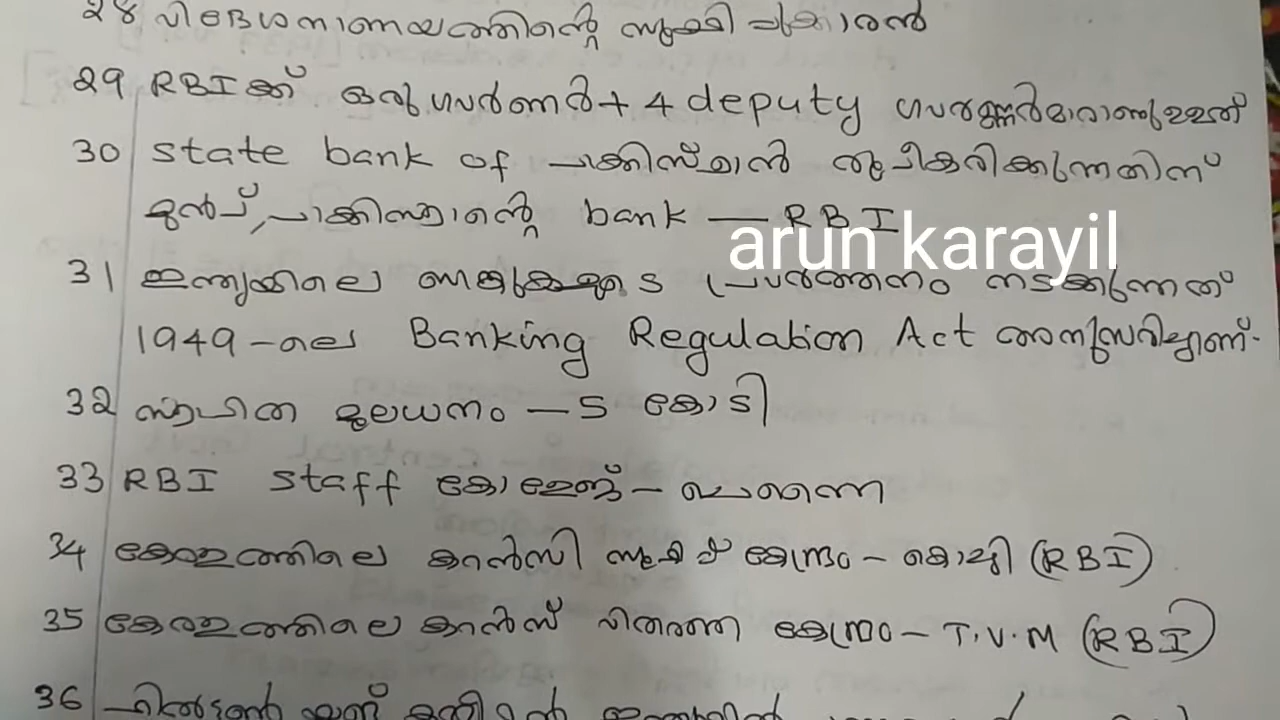 28 വിദേശനാണയത്തിന്റെ സൂക്ഷിപ്പുകാരൻ
29 RBI ക്ക് ഒരു ഗവർണർ + 4 deputy ഗവർണ്ണർമാരാണുള്ളത്
30 state bank of പാക്കിസ്ഥാൻ രൂപീകരിക്കുന്നതിന്
മുൻപ്, പാക്കിസ്ഥാന്റെ bank — RBI
arun karayil
31 ഇന്ത്യയിലെ ബാങ്കുകളുടെ പ്രവർത്തനം നടക്കുന്നത്
1949 -ലെ Banking Regulation Act അനുസരിച്ചാണ്.
32 സ്ഥാപിത മൂലധനം — 5 കോടി
33 RBI staff കോളേജ് – ചെന്നൈ
34 കേരളത്തിലെ കറൻസി സൂക്ഷിപ്പ് കേന്ദ്രം – കൊച്ചി (RBI)
35 കേരളത്തിലെ കറൻസി വിതരണ കേന്ദ്രം – T.V.M (RBI)
36